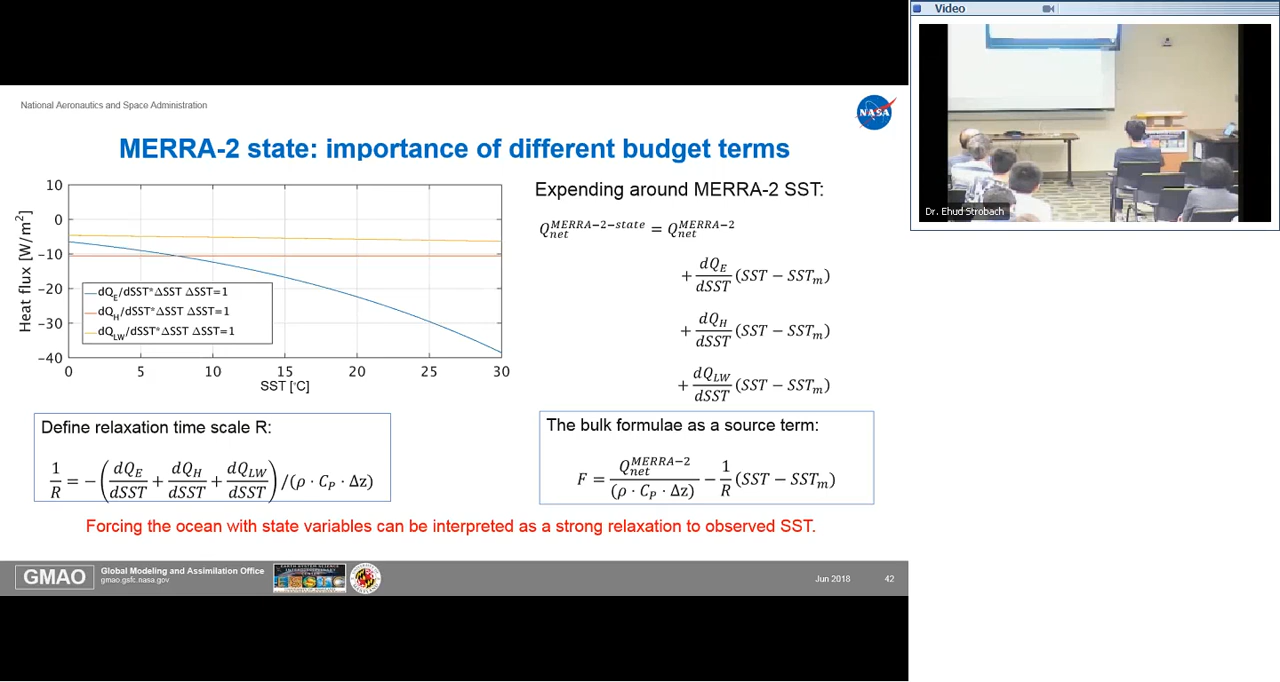 Video
National Aeronautics and Space Administration
NASA
MERRA-2 state: importance of different budget terms
10
0
−10
−20
−30
−40
Heat flux [W/m²]
dQ_E/dSST*ΔSST ΔSST=1
dQ_H/dSST*ΔSST ΔSST=1
dQ_LW/dSST*ΔSST ΔSST=1
0 5 10 15 20 25 30
SST [°C]
Expending around MERRA-2 SST:
Q_net^{MERRA−2−state} = Q_net^{MERRA−2}
+ dQ_E/dSST (SST − SST_m)
+ dQ_H/dSST (SST − SST_m)
+ dQ_LW/dSST (SST − SST_m)
Define relaxation time scale R:
1/R = −(dQ_E/dSST + dQ_H/dSST + dQ_LW/dSST)/(ρ · C_P · Δz)
The bulk formulae as a source term:
F = Q_net^{MERRA−2}/(ρ · C_P · Δz) − 1/R (SST − SST_m)
Forcing the ocean with state variables can be interpreted as a strong relaxation to observed SST.
GMAO
Global Modeling and Assimilation Office
gmao.gsfc.nasa.gov
ESSIC
Jun 2018
42
Dr. Ehud Strobach